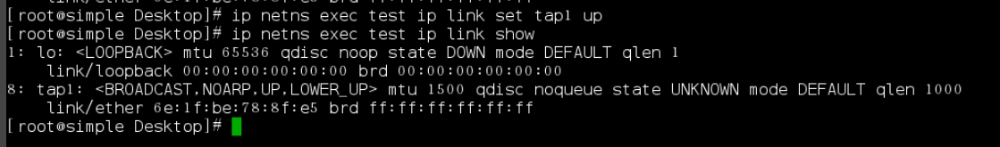 [root@simple Desktop]# ip netns exec test ip link set tap1 up
[root@simple Desktop]# ip netns exec test ip link show
1: lo: <LOOPBACK> mtu 65536 qdisc noop state DOWN mode DEFAULT qlen 1
    link/loopback 00:00:00:00:00:00 brd 00:00:00:00:00:00
8: tap1: <BROADCAST,NOARP,UP,LOWER_UP> mtu 1500 qdisc noqueue state UNKNOWN mode DEFAULT qlen 1000
    link/ether 6e:1f:be:78:8f:e5 brd ff:ff:ff:ff:ff:ff
[root@simple Desktop]#